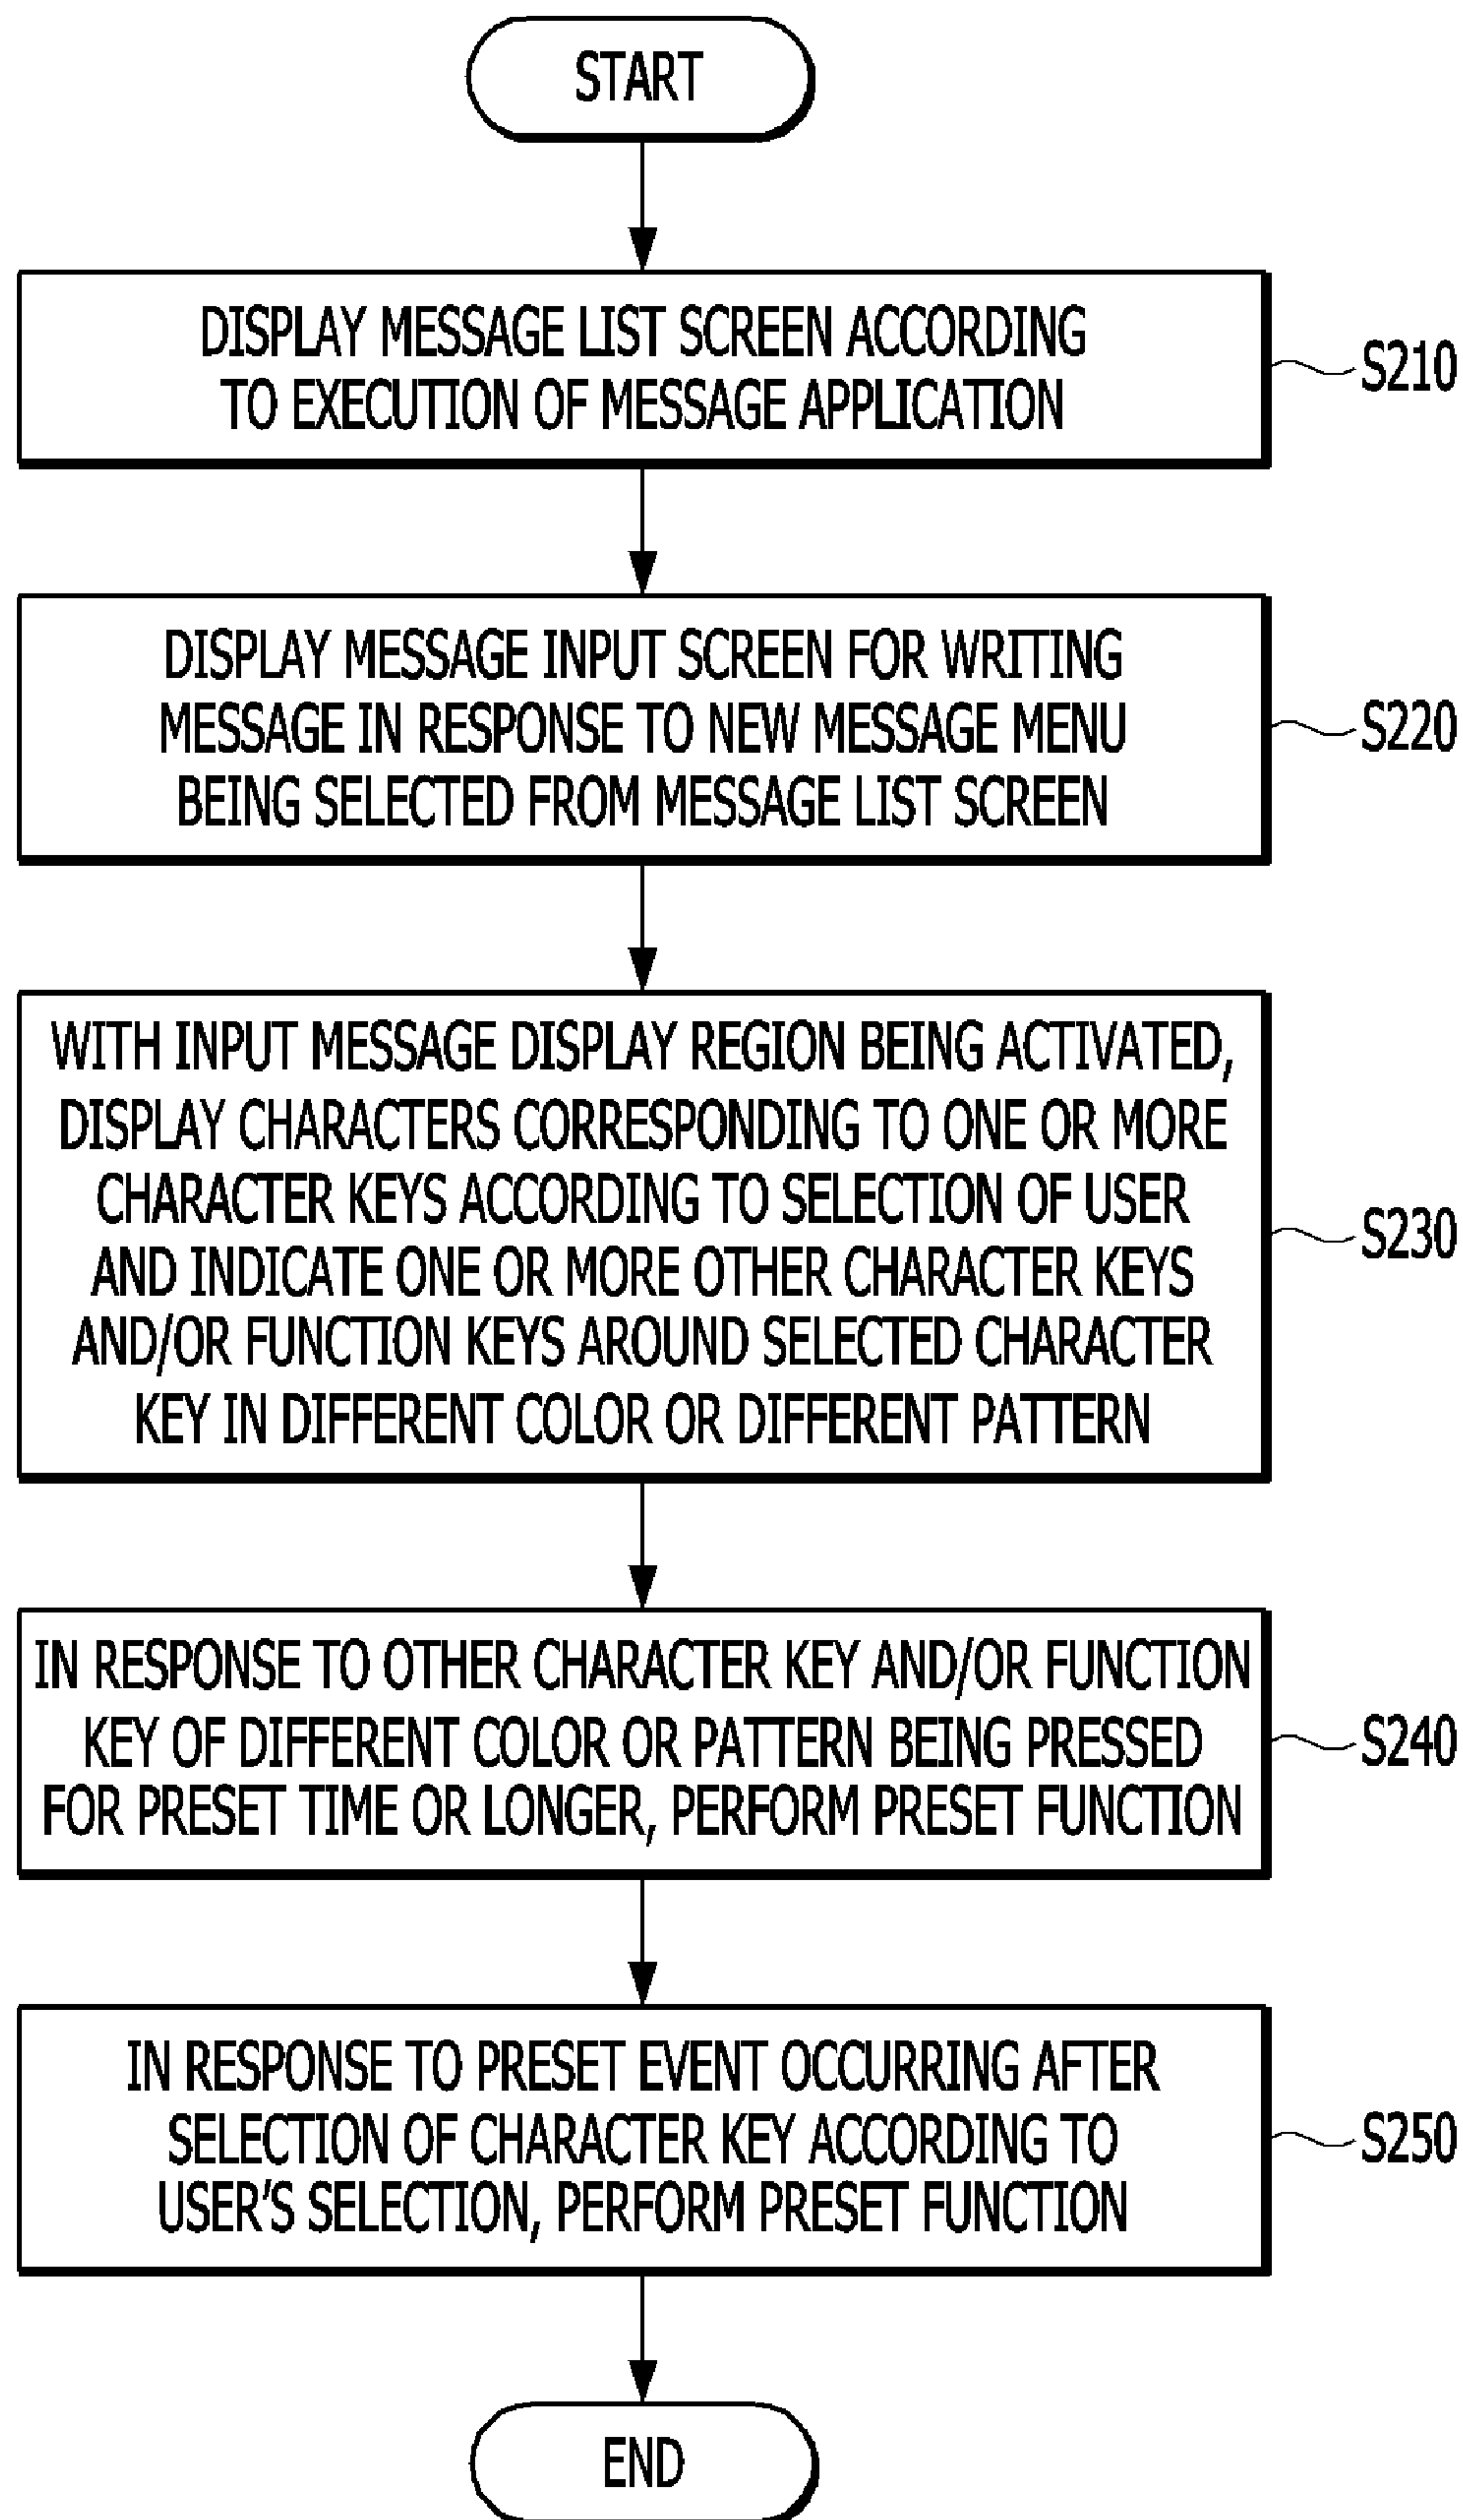 START
DISPLAY MESSAGE LIST SCREEN ACCORDING
TO EXECUTION OF MESSAGE APPLICATION
S210
DISPLAY MESSAGE INPUT SCREEN FOR WRITING
MESSAGE IN RESPONSE TO NEW MESSAGE MENU
BEING SELECTED FROM MESSAGE LIST SCREEN
S220
WITH INPUT MESSAGE DISPLAY REGION BEING ACTIVATED,
DISPLAY CHARACTERS CORRESPONDING TO ONE OR MORE
CHARACTER KEYS ACCORDING TO SELECTION OF USER
AND INDICATE ONE OR MORE OTHER CHARACTER KEYS
AND/OR FUNCTION KEYS AROUND SELECTED CHARACTER
KEY IN DIFFERENT COLOR OR DIFFERENT PATTERN
S230
IN RESPONSE TO OTHER CHARACTER KEY AND/OR FUNCTION
KEY OF DIFFERENT COLOR OR PATTERN BEING PRESSED
FOR PRESET TIME OR LONGER, PERFORM PRESET FUNCTION
S240
IN RESPONSE TO PRESET EVENT OCCURRING AFTER
SELECTION OF CHARACTER KEY ACCORDING TO
USER'S SELECTION, PERFORM PRESET FUNCTION
S250
END